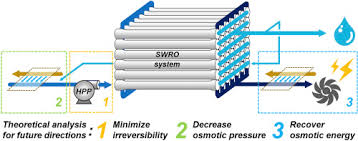 SWRO
system
HPP
2
1
3
Theoretical analysis
for future directions:
1 Minimize
irreversibility
2 Decrease
osmotic pressure
3 Recover
osmotic energy